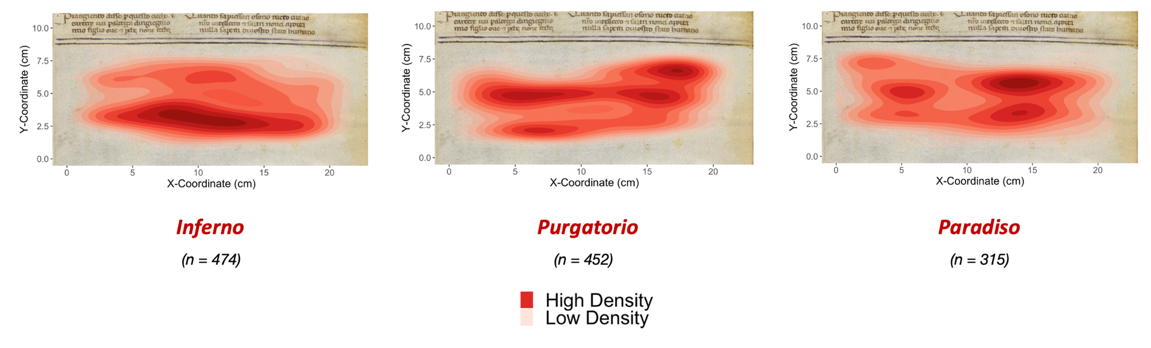 10.0
7.5
5.0
2.5
0.0
Y-Coordinate (cm)
0 5 10 15 20
X-Coordinate (cm)
Inferno
(n = 474)
10.0
7.5
5.0
2.5
0.0
Y-Coordinate (cm)
0 5 10 15 20
X-Coordinate (cm)
Purgatorio
(n = 452)
10.0
7.5
5.0
2.5
0.0
Y-Coordinate (cm)
0 5 10 15 20
X-Coordinate (cm)
Paradiso
(n = 315)
High Density
Low Density